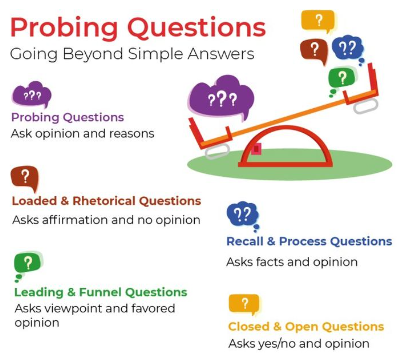 Probing Questions
Going Beyond Simple Answers
?
?
??
?
???
???
Probing Questions
Ask opinion and reasons
?
Loaded & Rhetorical Questions
Asks affirmation and no opinion
??
Recall & Process Questions
Asks facts and opinion
?
Leading & Funnel Questions
Asks viewpoint and favored
opinion
?
Closed & Open Questions
Asks yes/no and opinion